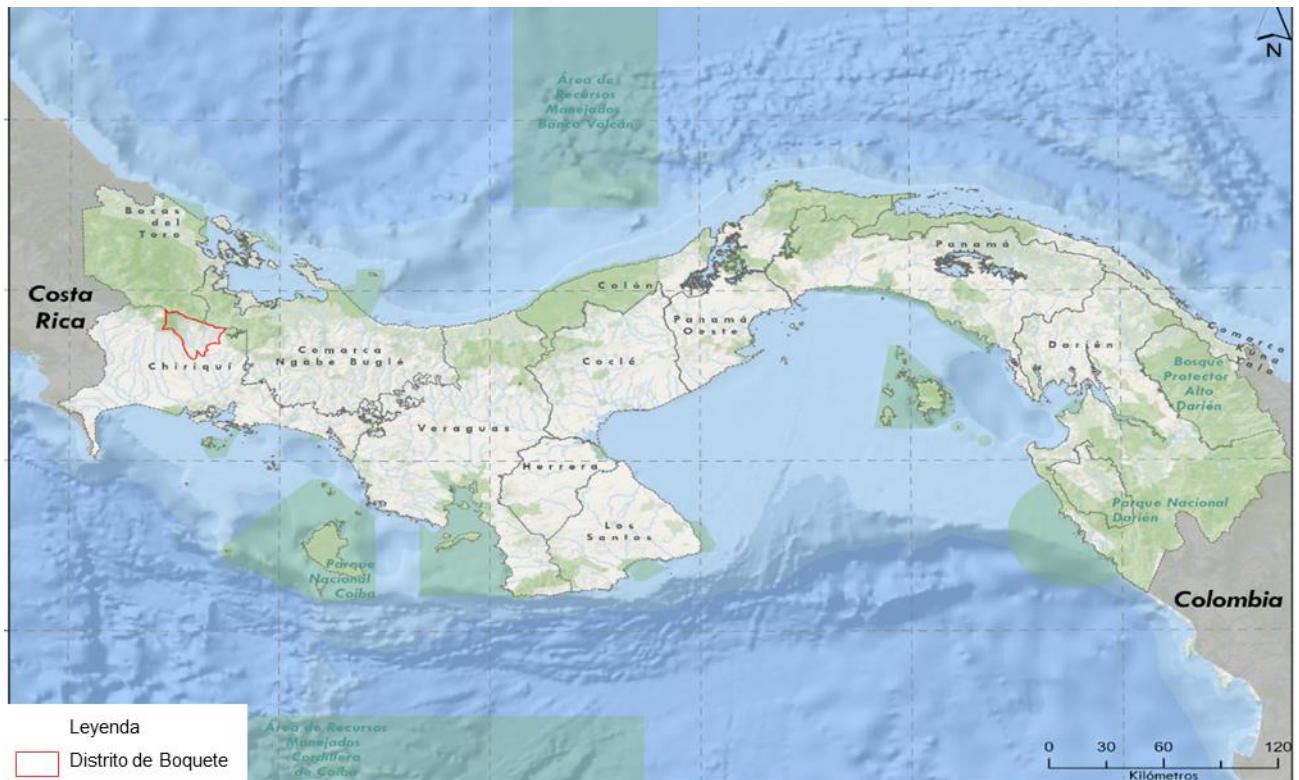 N
Área de
Recursos
Manejados
Banco Volcán
Bocas
del
Toro
Costa
Rica
Chiriquí
Comarca
Ngäbe Buglé
Veraguas
Colón
Coclé
Panamá
Oeste
Panamá
Comarca
Guna
Yala
Darién
Bosque
Protector
Alto
Darién
Herrera
Los
Santos
Parque Nacional
Darién
Parque
Nacional
Coiba
Colombia
Área de Recursos
Manejados
Cordillera
de Coiba
Leyenda
Distrito de Boquete
0 30 60 120
Kilómetros